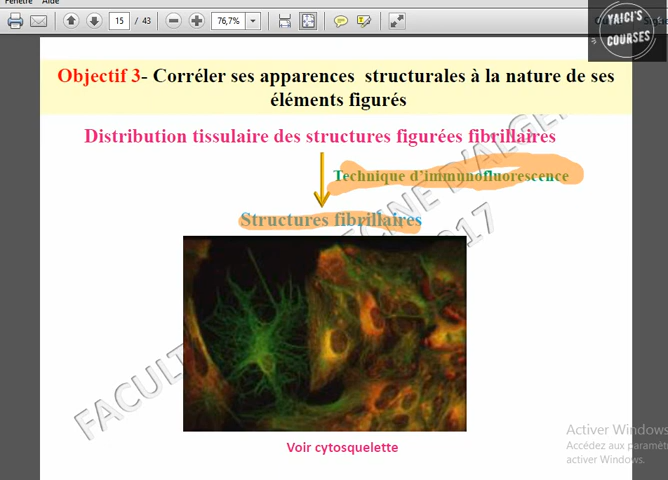 Fenêtre Aide
15 / 43
76,7%
YAICI'S
COURSES
Objectif 3- Corréler ses apparences structurales à la nature de ses
éléments figurés
Distribution tissulaire des structures figurées fibrillaires
Technique d'immunofluorescence
Structures fibrillaires
Voir cytosquelette
Activer Windows
Accédez aux paramèt
activer Windows.